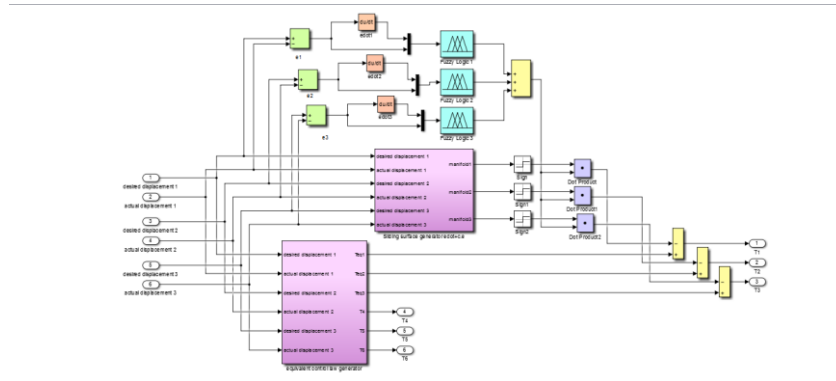 du/dt
edot1
e1
Fuzzy Logic 1
du/dt
edot2
e2
Fuzzy Logic 2
du/dt
edot3
e3
Fuzzy Logic 3
desired displacement 1
actual displacement 1
desired displacement 2
actual displacement 2
desired displacement 3
actual displacement 3
manifold1
manifold2
manifold3
Sign
Sign1
Sign2
Dot Product
Dot Product1
Dot Product2
1
desired displacement 1
2
actual displacement 1
3
desired displacement 2
4
actual displacement 2
5
desired displacement 3
6
actual displacement 3
desired displacement 1
actual displacement 1
desired displacement 2
actual displacement 2
desired displacement 3
actual displacement 3
Teq1
Teq2
Teq3
T4
T5
T6
equivalent control law generator
1
T1
2
T2
3
T3
4
T4
5
T5
6
T6